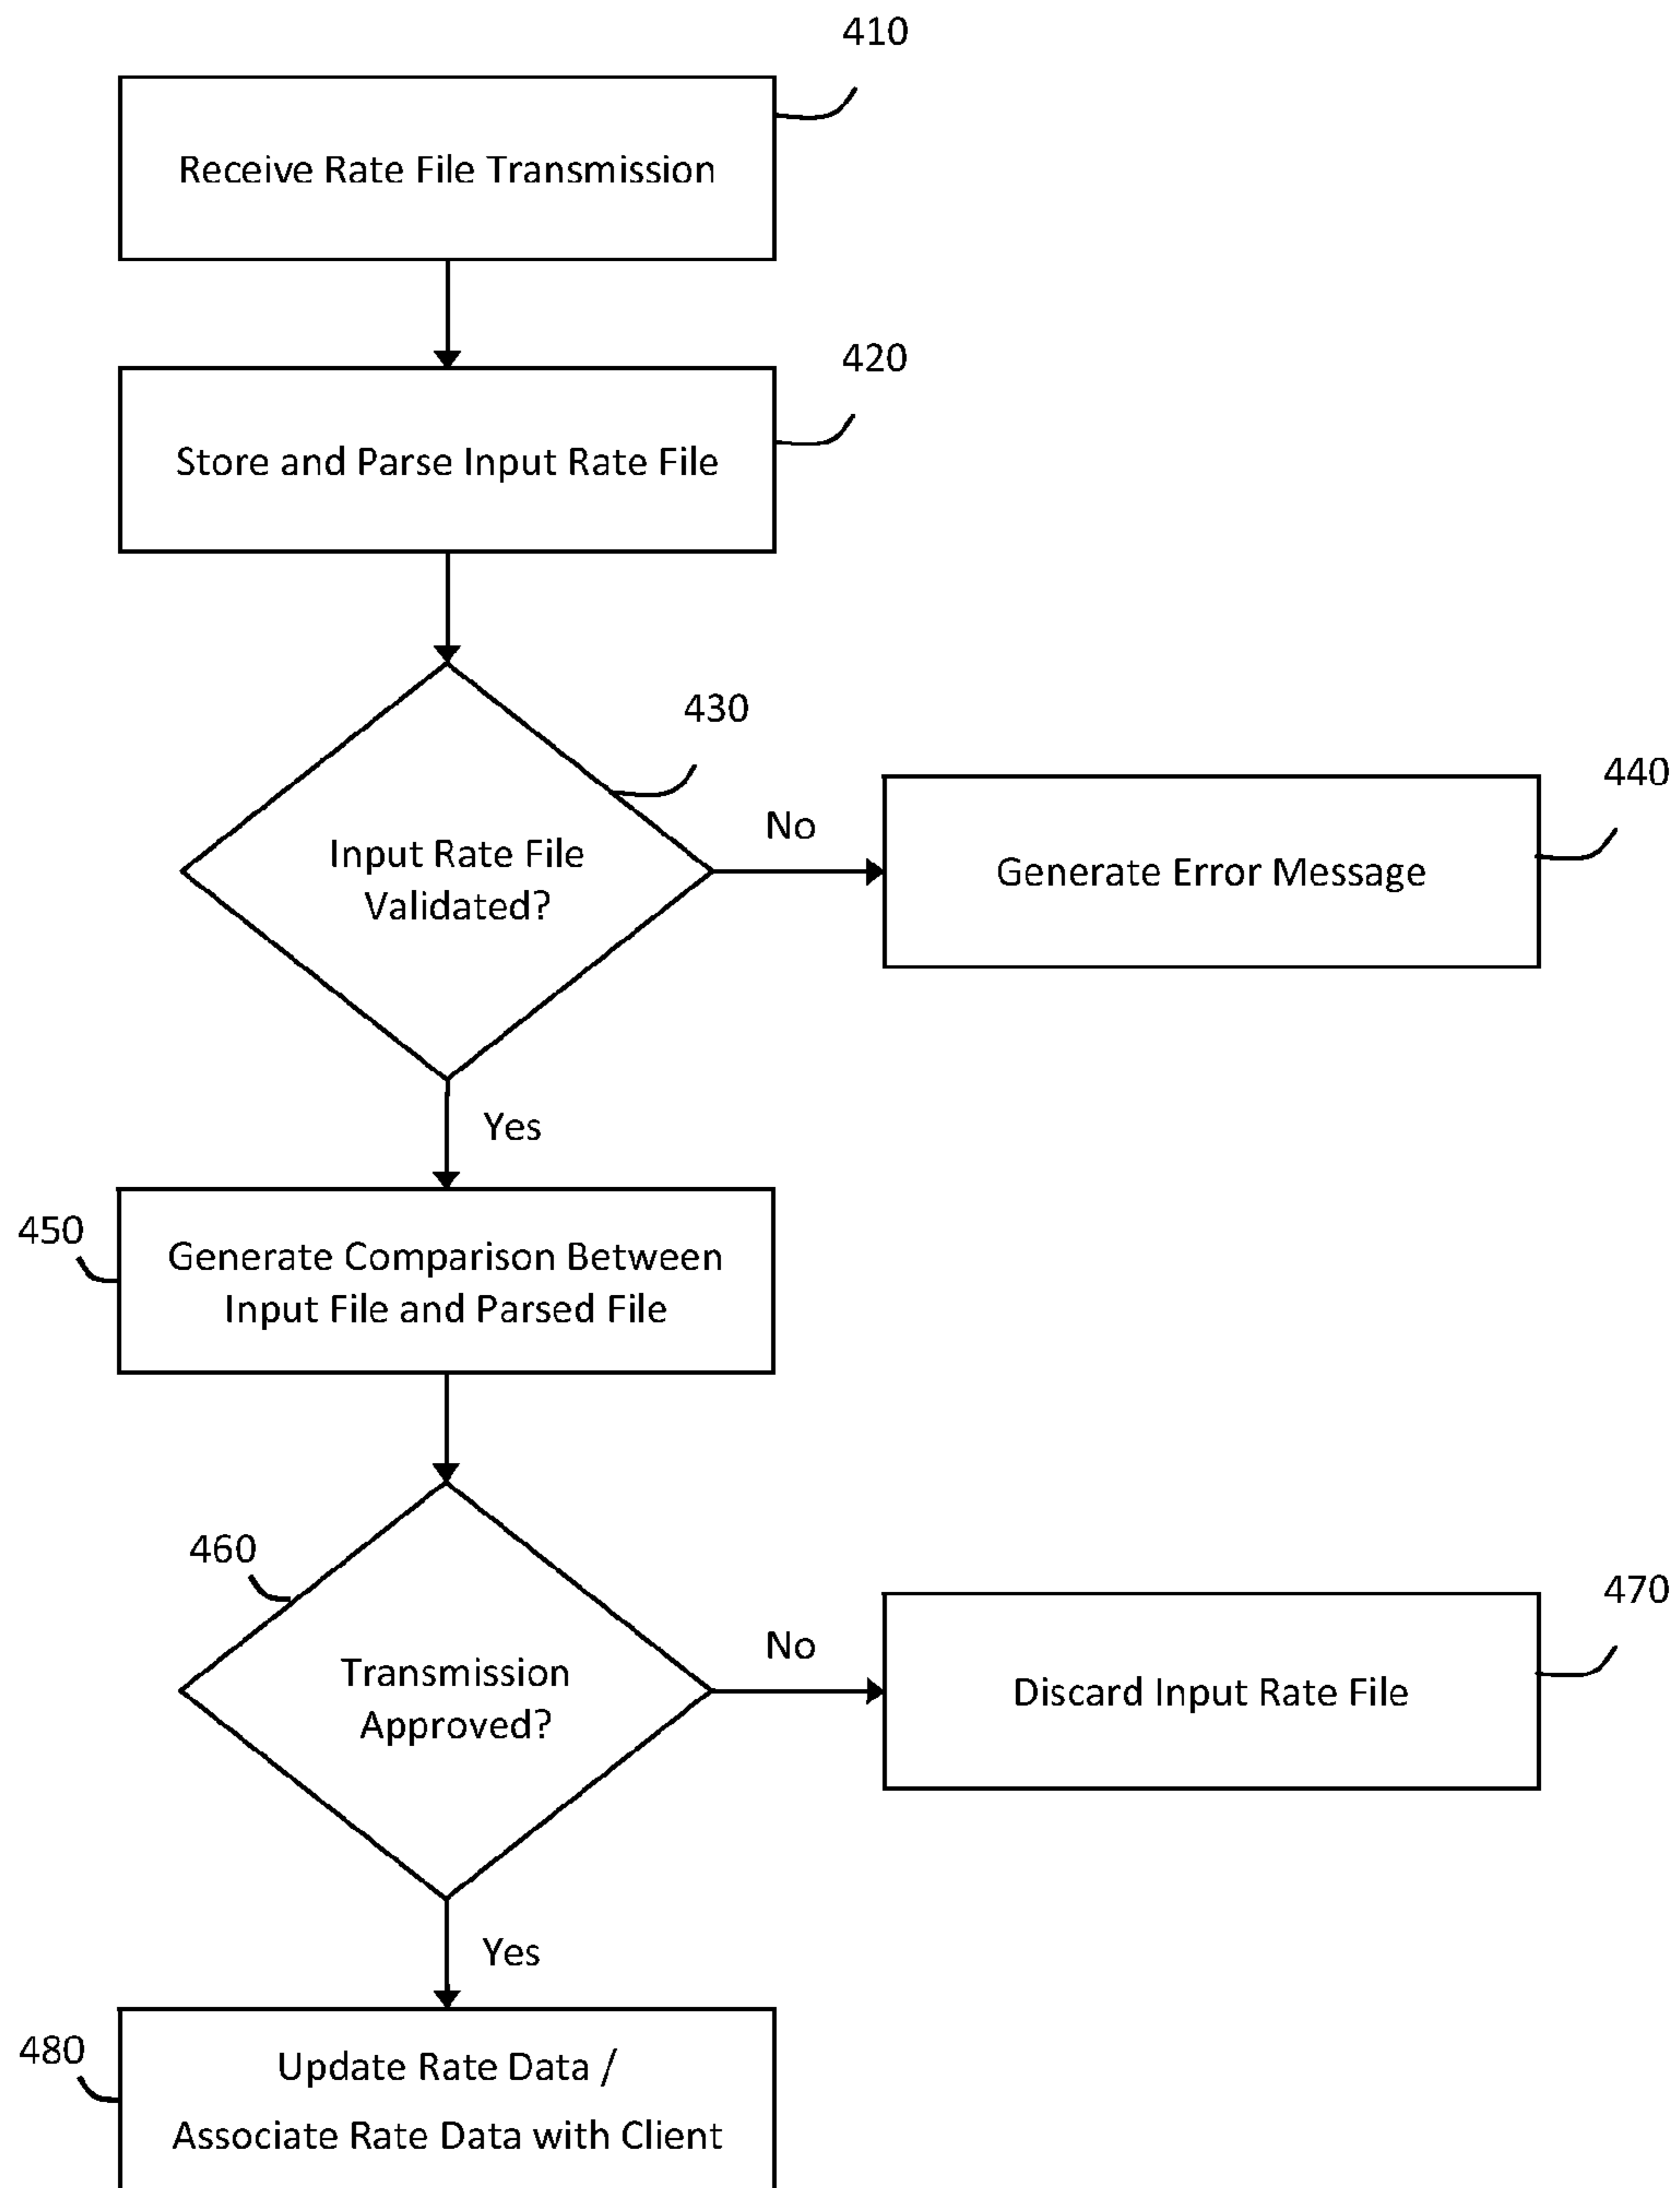 410
Receive Rate File Transmission
420
Store and Parse Input Rate File
430
Input Rate File
Validated?
No
440
Generate Error Message
Yes
450
Generate Comparison Between
Input File and Parsed File
460
Transmission
Approved?
No
470
Discard Input Rate File
Yes
480
Update Rate Data /
Associate Rate Data with Client